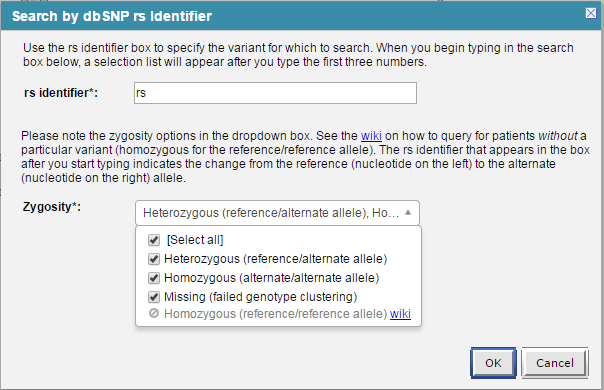 Search by dbSNP rs Identifier
Use the rs identifier box to specify the variant for which to search. When you begin typing in the search
box below, a selection list will appear after you type the first three numbers.
rs identifier*: rs
Please note the zygosity options in the dropdown box. See the wiki on how to query for patients without a
particular variant (homozygous for the reference/reference allele). The rs identifier that appears in the box
after you start typing indicates the change from the reference (nucleotide on the left) to the alternate
(nucleotide on the right) allele.
Zygosity*: Heterozygous (reference/alternate allele), Ho...
[Select all]
Heterozygous (reference/alternate allele)
Homozygous (alternate/alternate allele)
Missing (failed genotype clustering)
Homozygous (reference/reference allele) wiki
OK Cancel